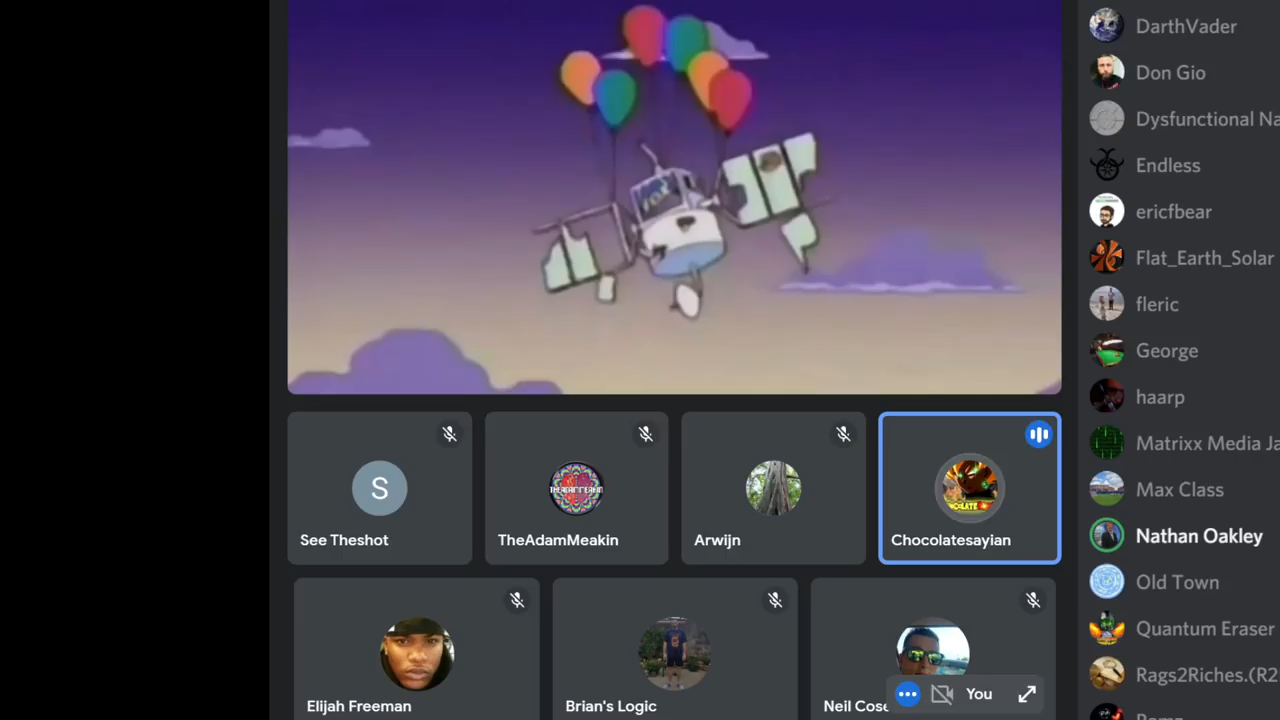 DarthVader
Don Gio
Dysfunctional Na
Endless
ericfbear
Flat_Earth_Solar
fleric
George
haarp
Matrixx Media Ja
Max Class
Nathan Oakley
Old Town
Quantum Eraser
Rags2Riches.(R2
S
See Theshot
THEADAMMEAKIN
TheAdamMeakin
Arwijn
Chocolatesayian
Elijah Freeman
Brian's Logic
Neil Cose
You